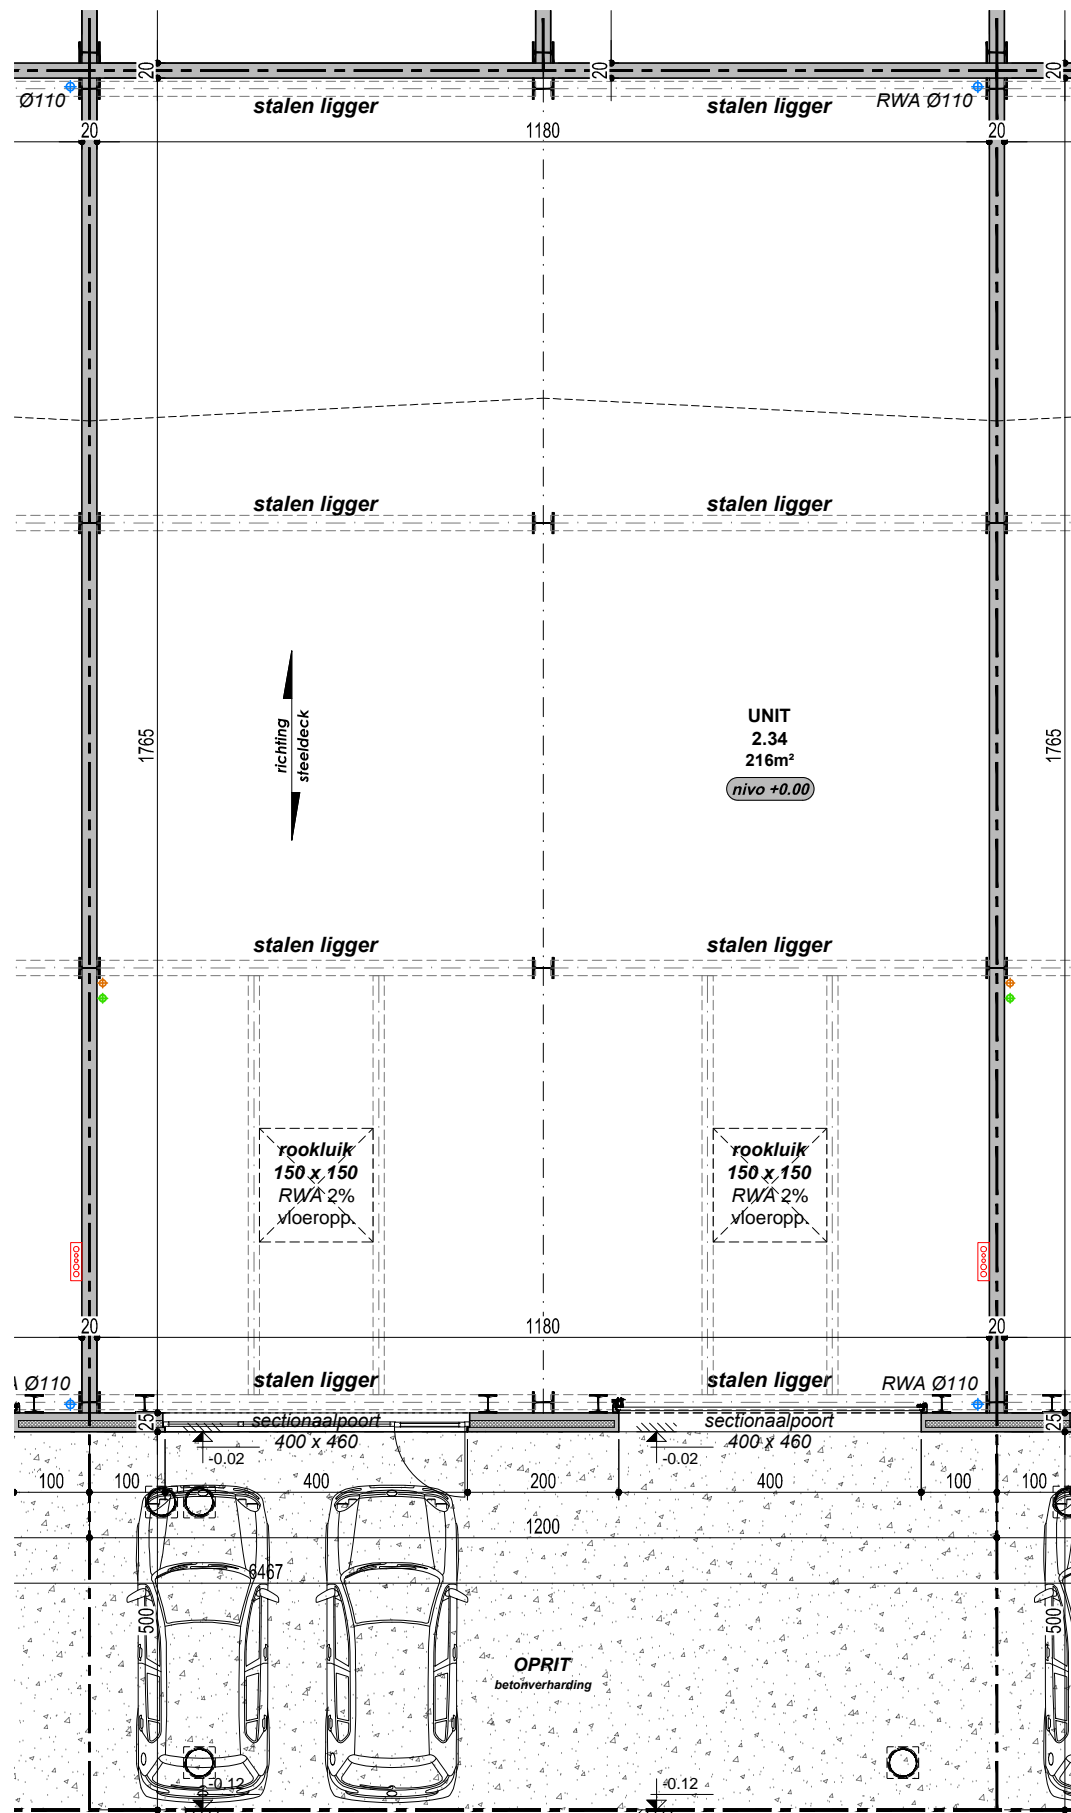 20
20
20
Ø110
stalen ligger
stalen ligger
RWA Ø110
20
1180
20
stalen ligger
stalen ligger
richting
steeldeck
1765
UNIT
2.34
216m²
nivo +0.00
1765
stalen ligger
stalen ligger
rookluik
150 x 150
RWA 2%
vloeropp.
rookluik
150 x 150
RWA 2%
vloeropp.
20
1180
20
Ø110
stalen ligger
stalen ligger
RWA Ø110
25
sectionaalpoort
400 x 460
sectionaalpoort
400 x 460
25
-0.02
-0.02
100
100
400
200
400
100
100
1200
6467
500
500
OPRIT
betonverharding
-0.12
-0.12